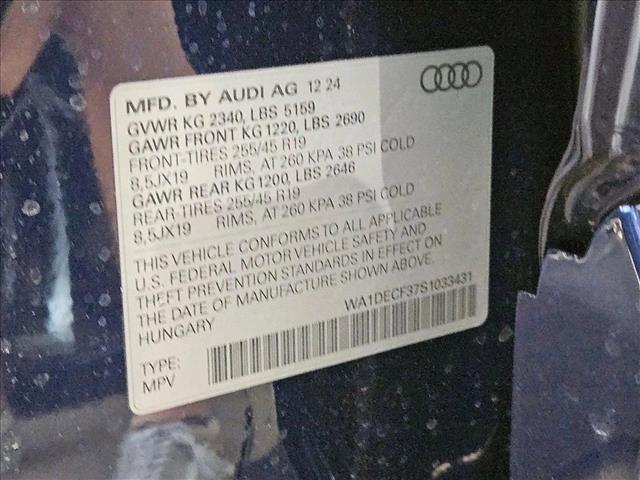 MFD. BY AUDI AG 12 24
GVWR KG 2340, LBS 5159
GAWR FRONT KG 1220, LBS 2690
FRONT-TIRES 255/45 R19
8,5JX19 RIMS, AT 260 KPA 38 PSI COLD
GAWR REAR KG 1200, LBS 2646
REAR-TIRES 255/45 R19
8,5JX19 RIMS, AT 260 KPA 38 PSI COLD
THIS VEHICLE CONFORMS TO ALL APPLICABLE
U.S. FEDERAL MOTOR VEHICLE SAFETY AND
THEFT PREVENTION STANDARDS IN EFFECT ON
THE DATE OF MANUFACTURE SHOWN ABOVE.
HUNGARY
WA1DECF37S1033431
TYPE:
MPV